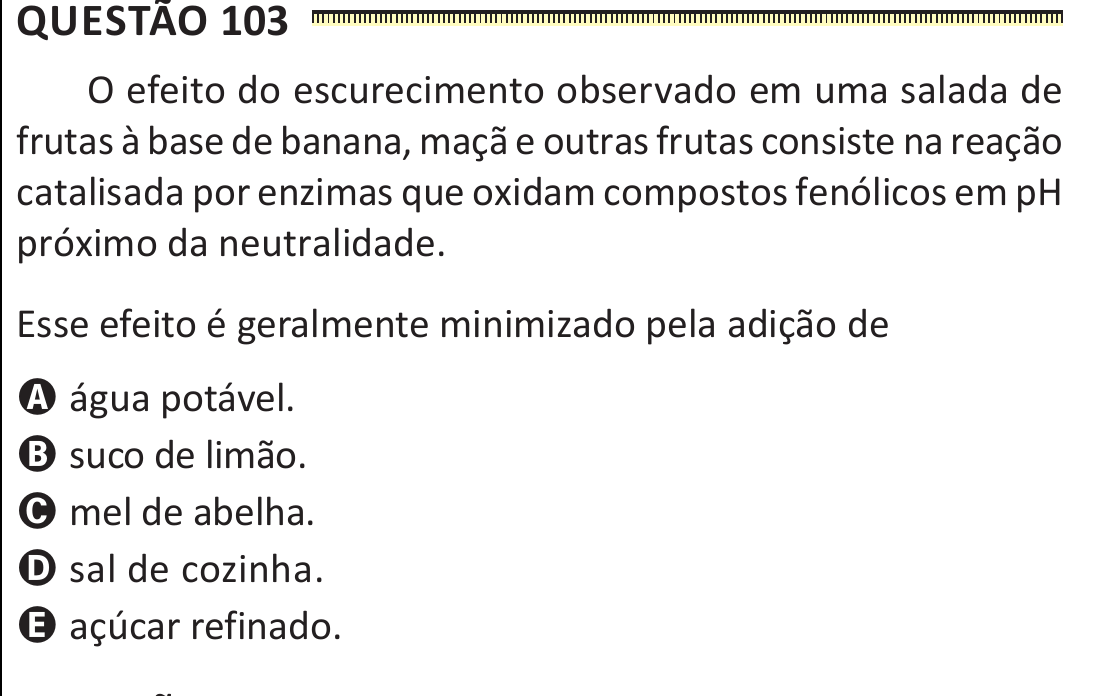 QUESTÃO 103
O efeito do escurecimento observado em uma salada de
frutas à base de banana, maçã e outras frutas consiste na reação
catalisada por enzimas que oxidam compostos fenólicos em pH
próximo da neutralidade.
Esse efeito é geralmente minimizado pela adição de
A água potável.
B suco de limão.
C mel de abelha.
D sal de cozinha.
E açúcar refinado.